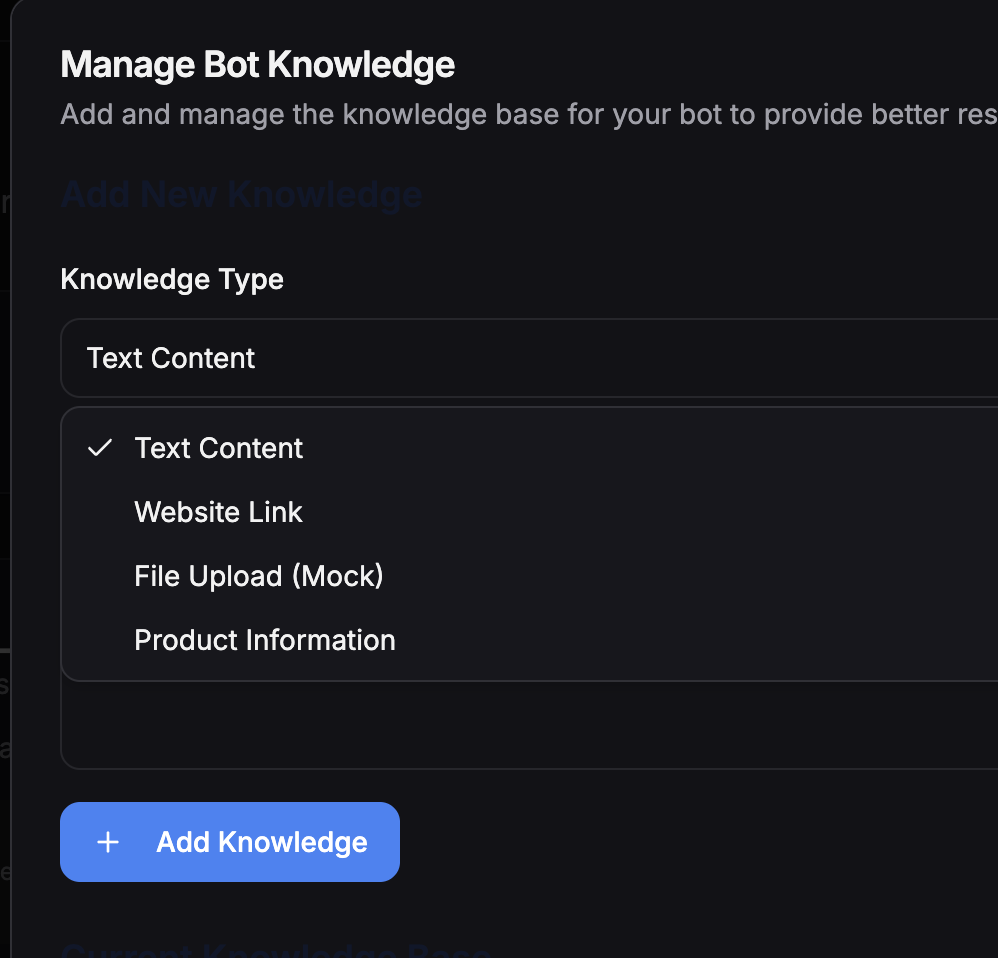 Manage Bot Knowledge
Add and manage the knowledge base for your bot to provide better res
Add New Knowledge
Knowledge Type
Text Content
Text Content
Website Link
File Upload (Mock)
Product Information
+ Add Knowledge
Current Knowledge Base